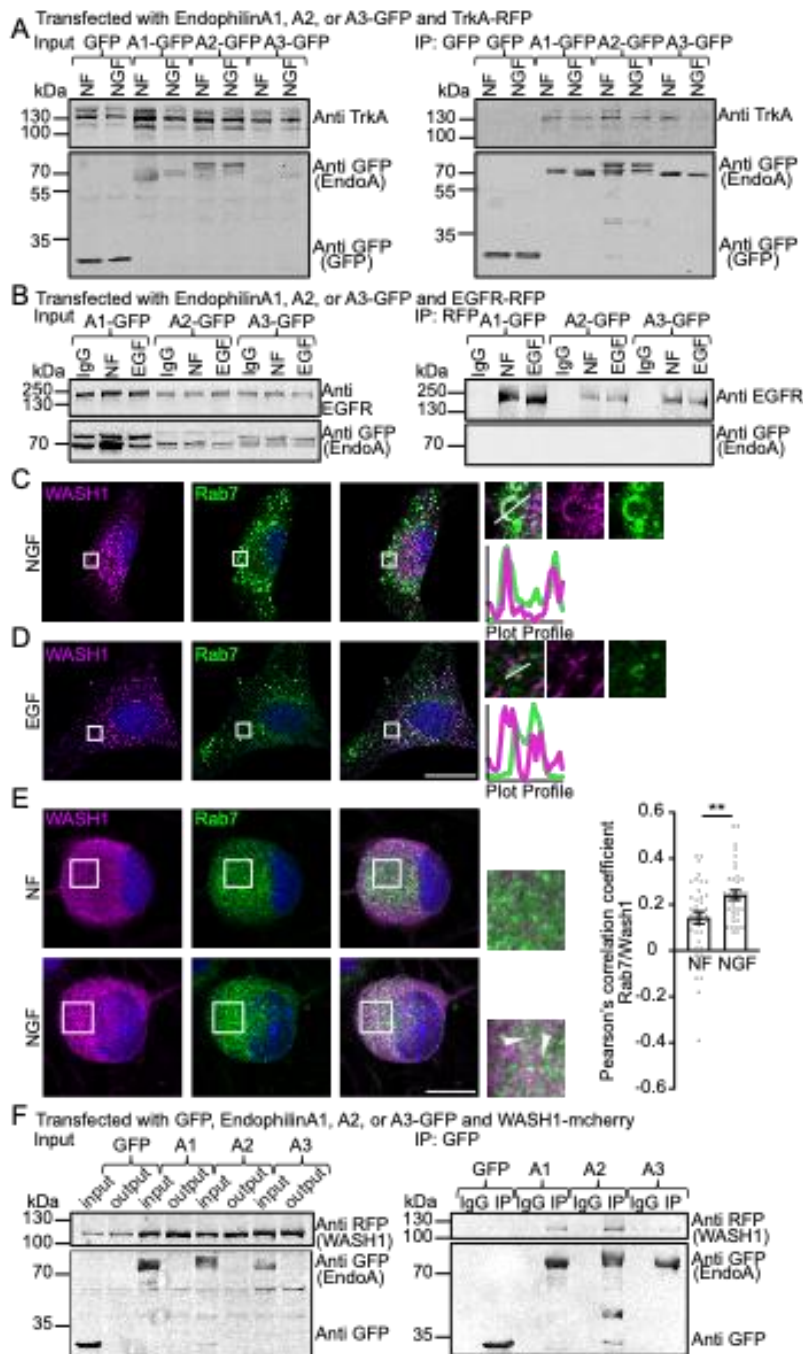 A Transfected with EndophilinA1, A2, or A3-GFP and TrkA-RFP
Input GFP A1-GFP A2-GFP A3-GFP
NF NGF NF NGF NF NGF NF NGF
kDa
130
100
Anti TrkA
70
55
35
Anti GFP
(EndoA)
Anti GFP
(GFP)
IP: GFP GFP A1-GFP A2-GFP A3-GFP
NF NGF NF NGF NF NGF NF NGF
kDa
130
100
Anti TrkA
70
55
35
Anti GFP
(EndoA)
Anti GFP
(GFP)
B Transfected with EndophilinA1, A2, or A3-GFP and EGFR-RFP
Input A1-GFP A2-GFP A3-GFP
IgG NF EGF IgG NF EGF IgG NF EGF
kDa
250
130
Anti
EGFR
70
Anti GFP
(EndoA)
IP: RFP A1-GFP A2-GFP A3-GFP
IgG NF EGF IgG NF EGF IgG NF EGF
kDa
250
130
Anti EGFR
70
Anti GFP
(EndoA)
C
NGF
WASH1 Rab7
Plot Profile
D
EGF
WASH1 Rab7
Plot Profile
E
NF
WASH1 Rab7
NGF
Pearson's correlation coefficient
Rab7/Wash1
0.6
0.4
0.2
0
-0.2
-0.4
-0.6
**
NF NGF
F Transfected with GFP, EndophilinA1, A2, or A3-GFP and WASH1-mcherry
Input GFP A1 A2 A3
input output input output input output input output
kDa
130
100
Anti RFP
(WASH1)
70
35
Anti GFP
(EndoA)
Anti GFP
IP: GFP
GFP A1 A2 A3
IgG IP IgG IP IgG IP IgG IP
kDa
130
100
Anti RFP
(WASH1)
70
35
Anti GFP
(EndoA)
Anti GFP